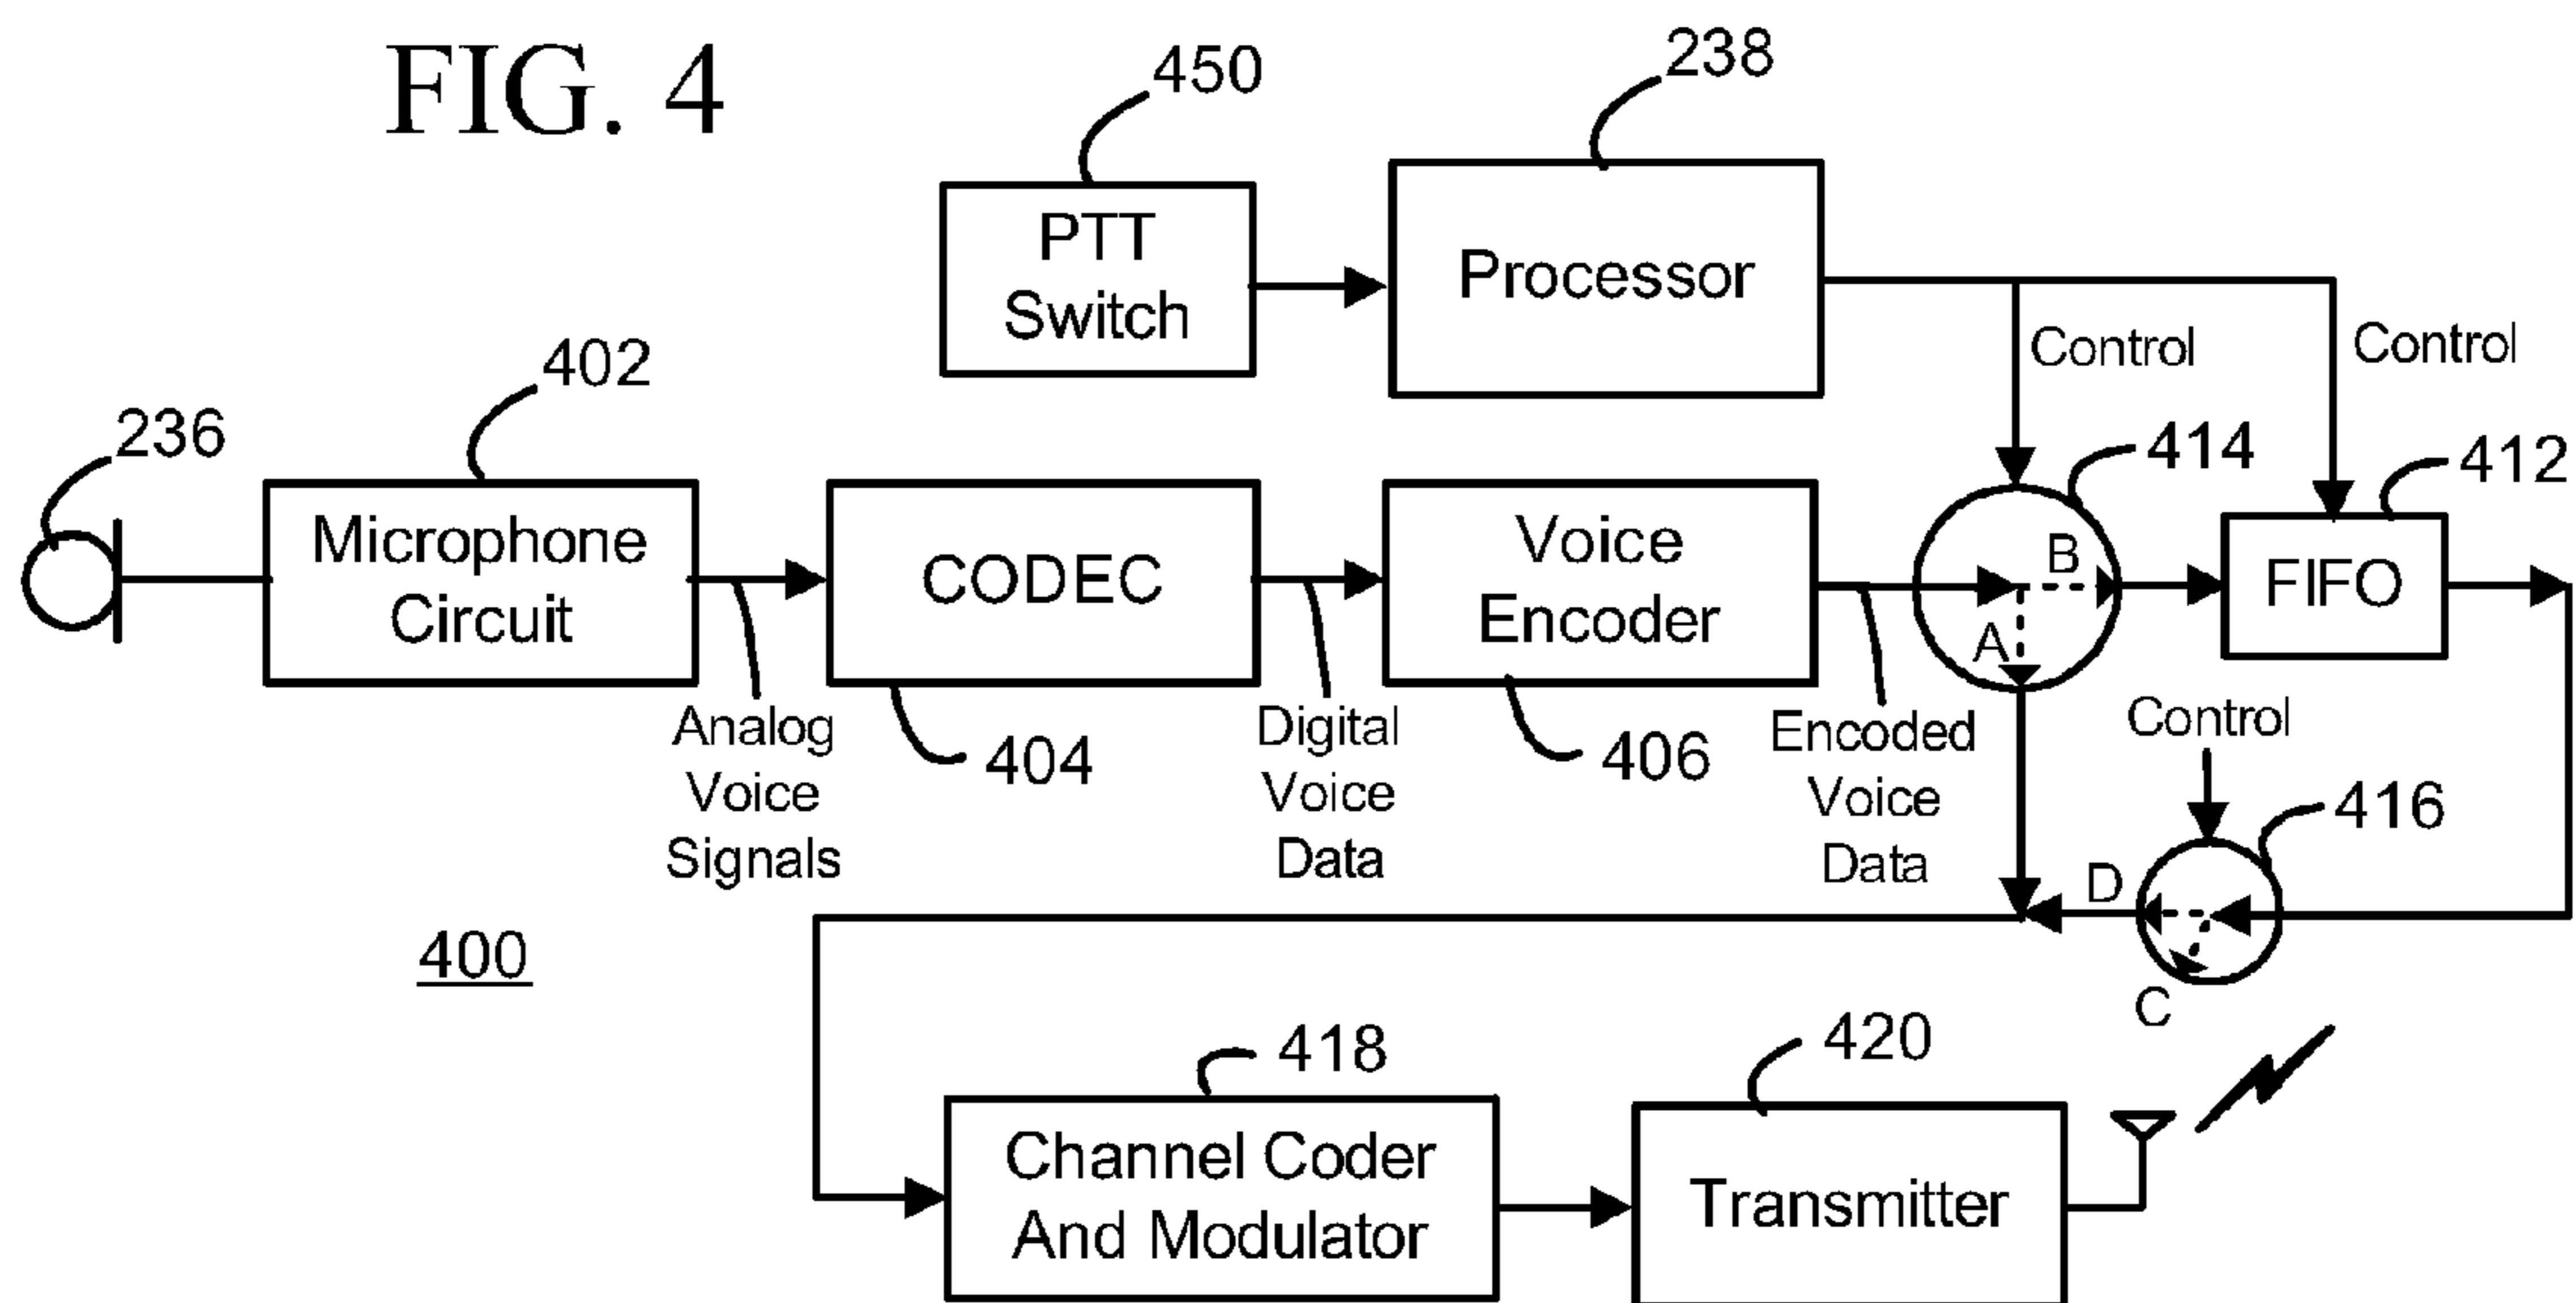 FIG. 4
450
238
PTT
Switch
Processor
Control
Control
402
236
414
412
Microphone
Circuit
CODEC
Voice
Encoder
B
A
FIFO
Analog
Voice
Signals
404
Digital
Voice
Data
406
Encoded
Voice
Data
Control
416
D
C
400
418
420
Channel Coder
And Modulator
Transmitter